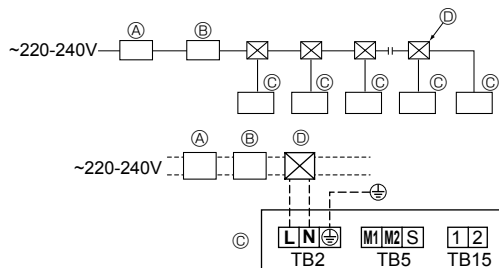 Ⓐ Ⓑ Ⓓ
~220-240V
Ⓒ Ⓒ Ⓒ Ⓒ Ⓒ
Ⓐ Ⓑ Ⓓ
~220-240V
Ⓒ L N M1 M2 S 1 2
TB2 TB5 TB15